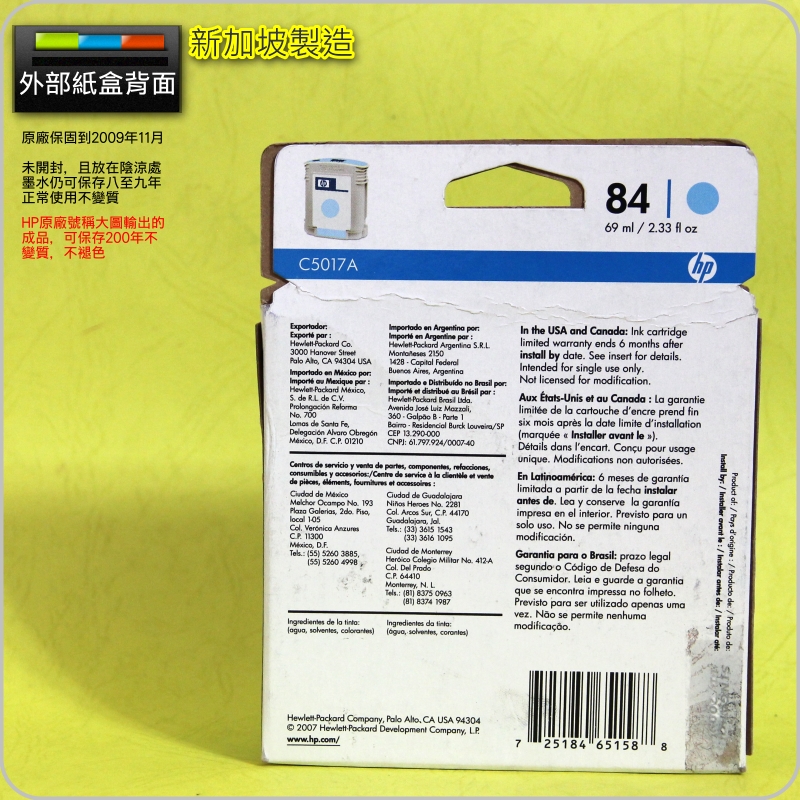 新加坡製造
外部紙盒背面
原廠保固到2009年11月
未開封，且放在陰涼處
墨水仍可保存八至九年
正常使用不變質
HP原廠號稱大圖輸出的
成品，可保存200年不
變質，不褪色
hp
84
69 ml / 2.33 fl oz
C5017A
hp
Exportador:
Exporté par :
Hewlett-Packard Co.
3000 Hanover Street
Palo Alto, CA 94304 USA
Importado en México por:
Importé au Mexique par :
Hewlett-Packard México,
S. de R.L. de C.V.
Prolongación Reforma
No. 700
Lomas de Santa Fe,
Delegación Alvaro Obregón
México, D.F. C.P. 01210
Importado en Argentina por:
Importé en Argentine par :
Hewlett-Packard Argentina S.R.L
Montañeses 2150
1428 - Capital Federal
Buenos Aires, Argentina
Importado e Distribuído no Brasil por:
Importé et distribué au Brésil par :
Hewlett-Packard Brasil Ltda.
Avenida José Luiz Mazzali,
360 - Galpão B - Parte 1
Bairro - Residencial Burck Louveira/SP
CEP 13.290-000
CNPJ: 61.797.924/0007-40
Centros de servicio y venta de partes, componentes, refacciones,
consumibles y accesorios:/Centre de service à la clientèle et vente
de pièces, éléments, fournitures et accessoires :
Ciudad de México
Melchor Ocampo No. 193
Plaza Galerías, 2do. Piso,
local 1-05
Col. Verónica Anzures
C.P. 11300
México, D.F.
Tels.: (55) 5260 3885,
(55) 5260 4998
Ciudad de Guadalajara
Niños Heroes No. 2281
Col. Arcos Sur, C.P. 44170
Guadalajara, Jal.
Tels.: (33) 3615 1543
(33) 3616 1095
Ciudad de Monterrey
Heróico Colegio Militar No. 412-A
Col. Del Prado
C.P. 64410
Monterrey, N. L.
Tels.: (81) 8375 0963
(81) 8374 1987
Ingredientes de la tinta:
(agua, solventes, colorantes)
Ingredientes da tinta:
(água, solventes, corantes)
In the USA and Canada: Ink cartridge
limited warranty ends 6 months after
install by date. See insert for details.
Intended for single use only.
Not licensed for modification.
Aux États-Unis et au Canada : La garantie
limitée de la cartouche d’encre prend fin
six mois après la date limite d’installation
(marquée « Installer avant le »).
Détails dans l’encart. Conçu pour usage
unique. Modifications non autorisées.
En Latinoamérica: 6 meses de garantía
limitada a partir de la fecha instalar
antes de. Lea y conserve la garantía
impresa en el interior. Previsto para un
solo uso. No se permite ninguna
modificación.
Garantia para o Brasil: prazo legal
segundo o Código de Defesa do
Consumidor. Leia e guarde a garantia
que se encontra impressa no folheto.
Previsto para ser utilizado apenas uma
vez. Não se permite nenhuma
modificação.
Product of: / Pays d'origine : / Producto de: / Produto de:
Install by: / Installer avant le : / Instalar antes de: / Instalar até:
Hewlett-Packard Company, Palo Alto, CA USA 94304
© 2007 Hewlett-Packard Development Company, L.P.
www.hp.com/
7 25184 65158 8